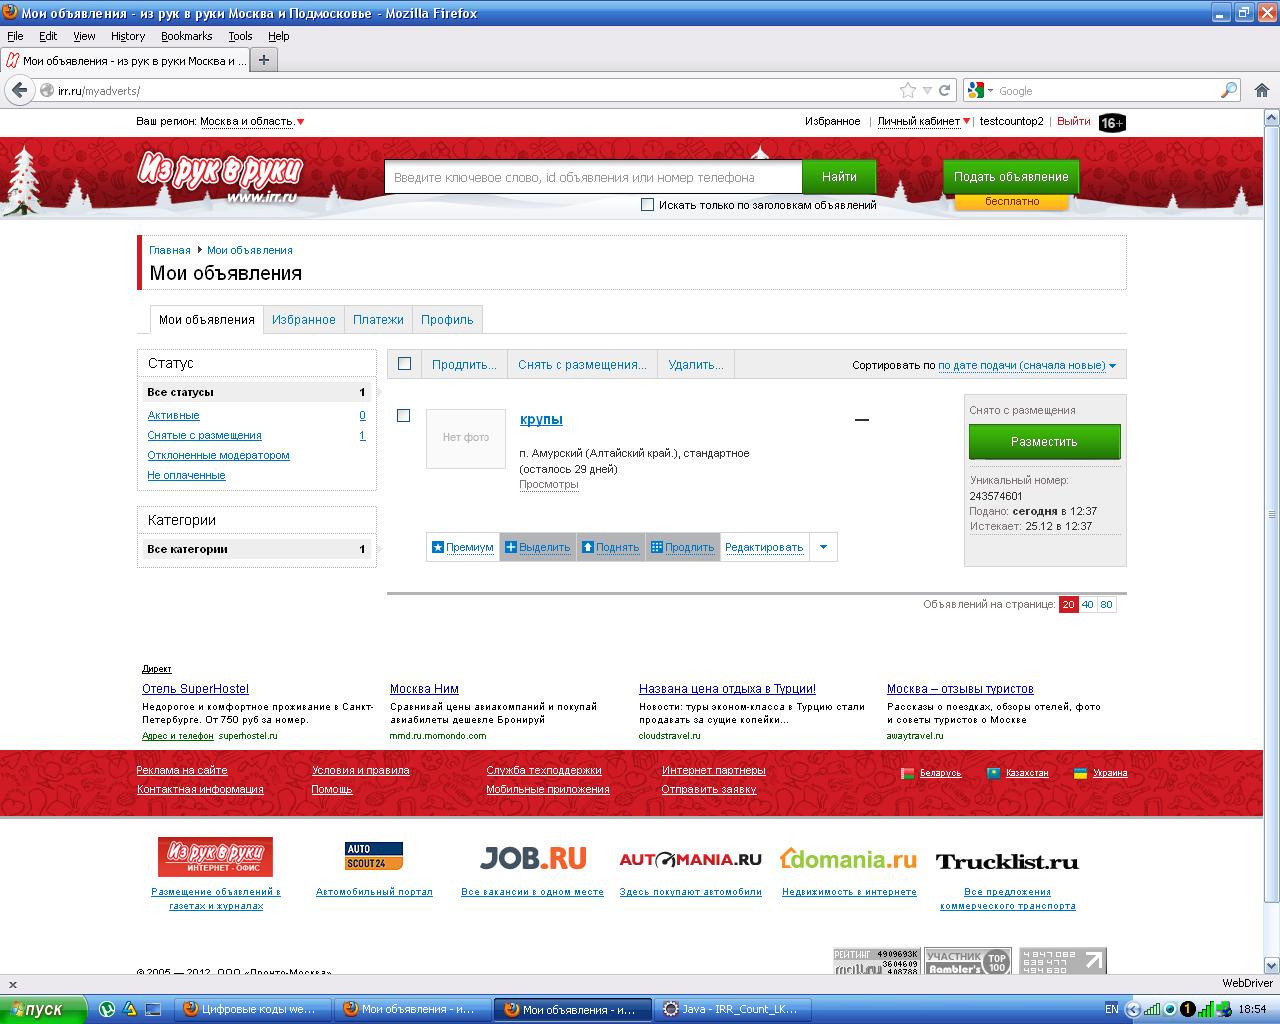 Мои объявления - из рук в руки Москва и Подмосковье - Mozilla Firefox
File Edit View History Bookmarks Tools Help
Мои объявления - из рук в руки Москва и ...
irr.ru/myadverts/
Google
Ваш регион: Москва и область.
Избранное | Личный кабинет | testcountop2 | Выйти 16+
Из рук в руки
www.irr.ru
Введите ключевое слово, id объявления или номер телефона
Найти
Подать объявление
бесплатно
Искать только по заголовкам объявлений
Главная Мои объявления
Мои объявления
Мои объявления Избранное Платежи Профиль
Статус
Все статусы 1
Активные 0
Снятые с размещения 1
Отклоненные модератором
Не оплаченные
Категории
Все категории 1
Продлить... Снять с размещения... Удалить...
Сортировать по по дате подачи (сначала новые)
Нет фото
крупы
—
п. Амурский (Алтайский край.), стандартное
(осталось 29 дней)
Просмотры
Премиум Выделить Поднять Продлить Редактировать
Снято с размещения
Разместить
Уникальный номер:
243574601
Подано: сегодня в 12:37
Истекает: 25.12 в 12:37
Объявлений на странице: 20 40 80
Директ
Отель SuperHostel
Недорогое и комфортное проживание в Санкт-
Петербурге. От 750 руб за номер.
Адрес и телефон superhostel.ru
Москва Ним
Сравнивай цены авиакомпаний и покупай
авиабилеты дешевле Бронируй
mmd.ru.momondo.com
Названа цена отдыха в Турции!
Новости: туры эконом-класса в Турцию стали
продавать за сущие копейки...
cloudstravel.ru
Москва – отзывы туристов
Рассказы о поездках, обзоры отелей, фото
и советы туристов о Москве
awaytravel.ru
Реклама на сайте Условия и правила Служба техподдержки Интернет партнеры
Беларусь Казахстан Украина
Контактная информация Помощь Мобильные приложения Отправить заявку
Из рук в руки
ИНТЕРНЕТ - ОФИС
Размещение объявлений в
газетах и журналах
AUTO
SCOUT24
Автомобильный портал
JOB.RU
Все вакансии в одном месте
AUTOMANIA.RU
Здесь покупают автомобили
domania.ru
Недвижимость в интернете
Trucklist.ru
Все предложения
коммерческого транспорта
© 2005 — 2012, ООО «Пронто-Москва»
РЕЙТИНГ 4909693K
mail.ru 3604609
408788
УЧАСТНИК
Rambler's
TOP
100
4 847 082
639 477
494 630
WebDriver
пуск
Цифровые коды we...
Мои объявления - и...
Мои объявления - и...
Java - IRR_Count_LK...
EN
1
18:54